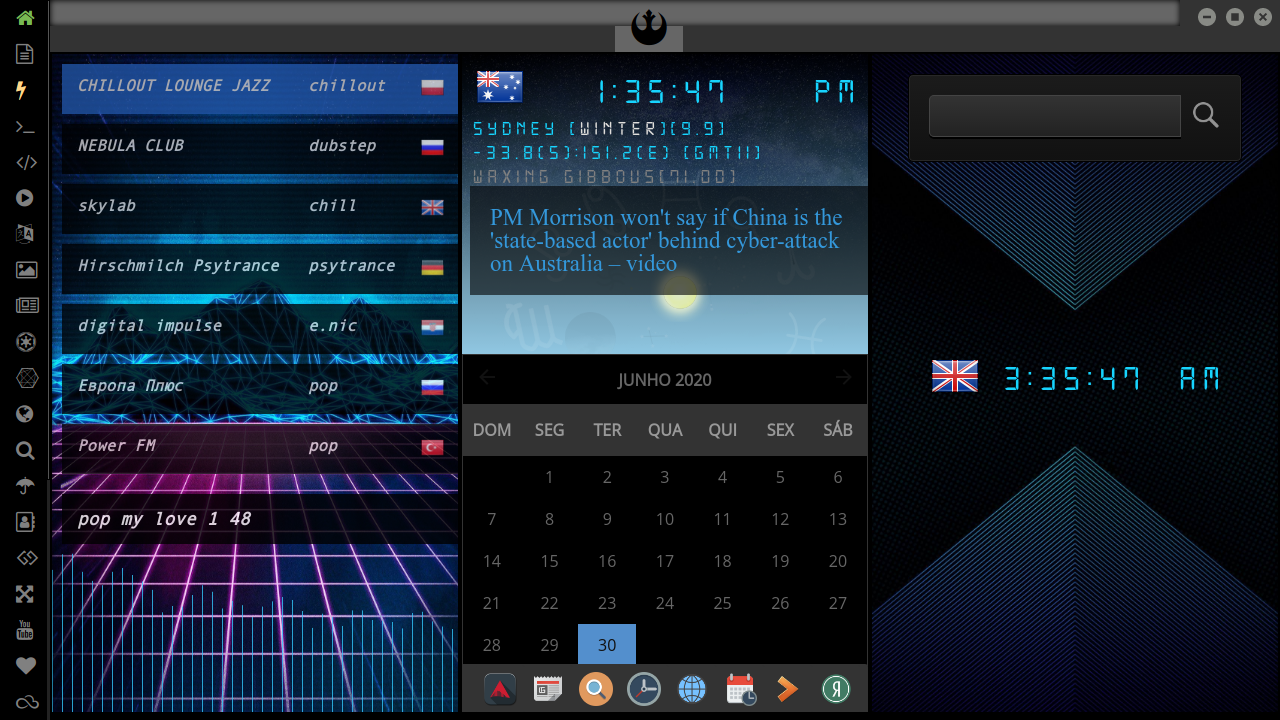 CHILLOUT LOUNGE JAZZ chillout
NEBULA CLUB dubstep
skylab chill
Hirschmilch Psytrance psytrance
digital impulse e.nic
Европа Плюс pop
Power FM pop
pop my love 1 48
1:35:47 PM
SYDNEY [WINTER][9.9]
-33.8(S):151.2(E) [GMT11]
WAXING GIBBOUS[71.00]
PM Morrison won't say if China is the
'state-based actor' behind cyber-attack
on Australia – video
JUNHO 2020
DOM SEG TER QUA QUI SEX SÁB
1 2 3 4 5 6
7 8 9 10 11 12 13
14 15 16 17 18 19 20
21 22 23 24 25 26 27
28 29 30
3:35:47 AM
You
Tube
Я